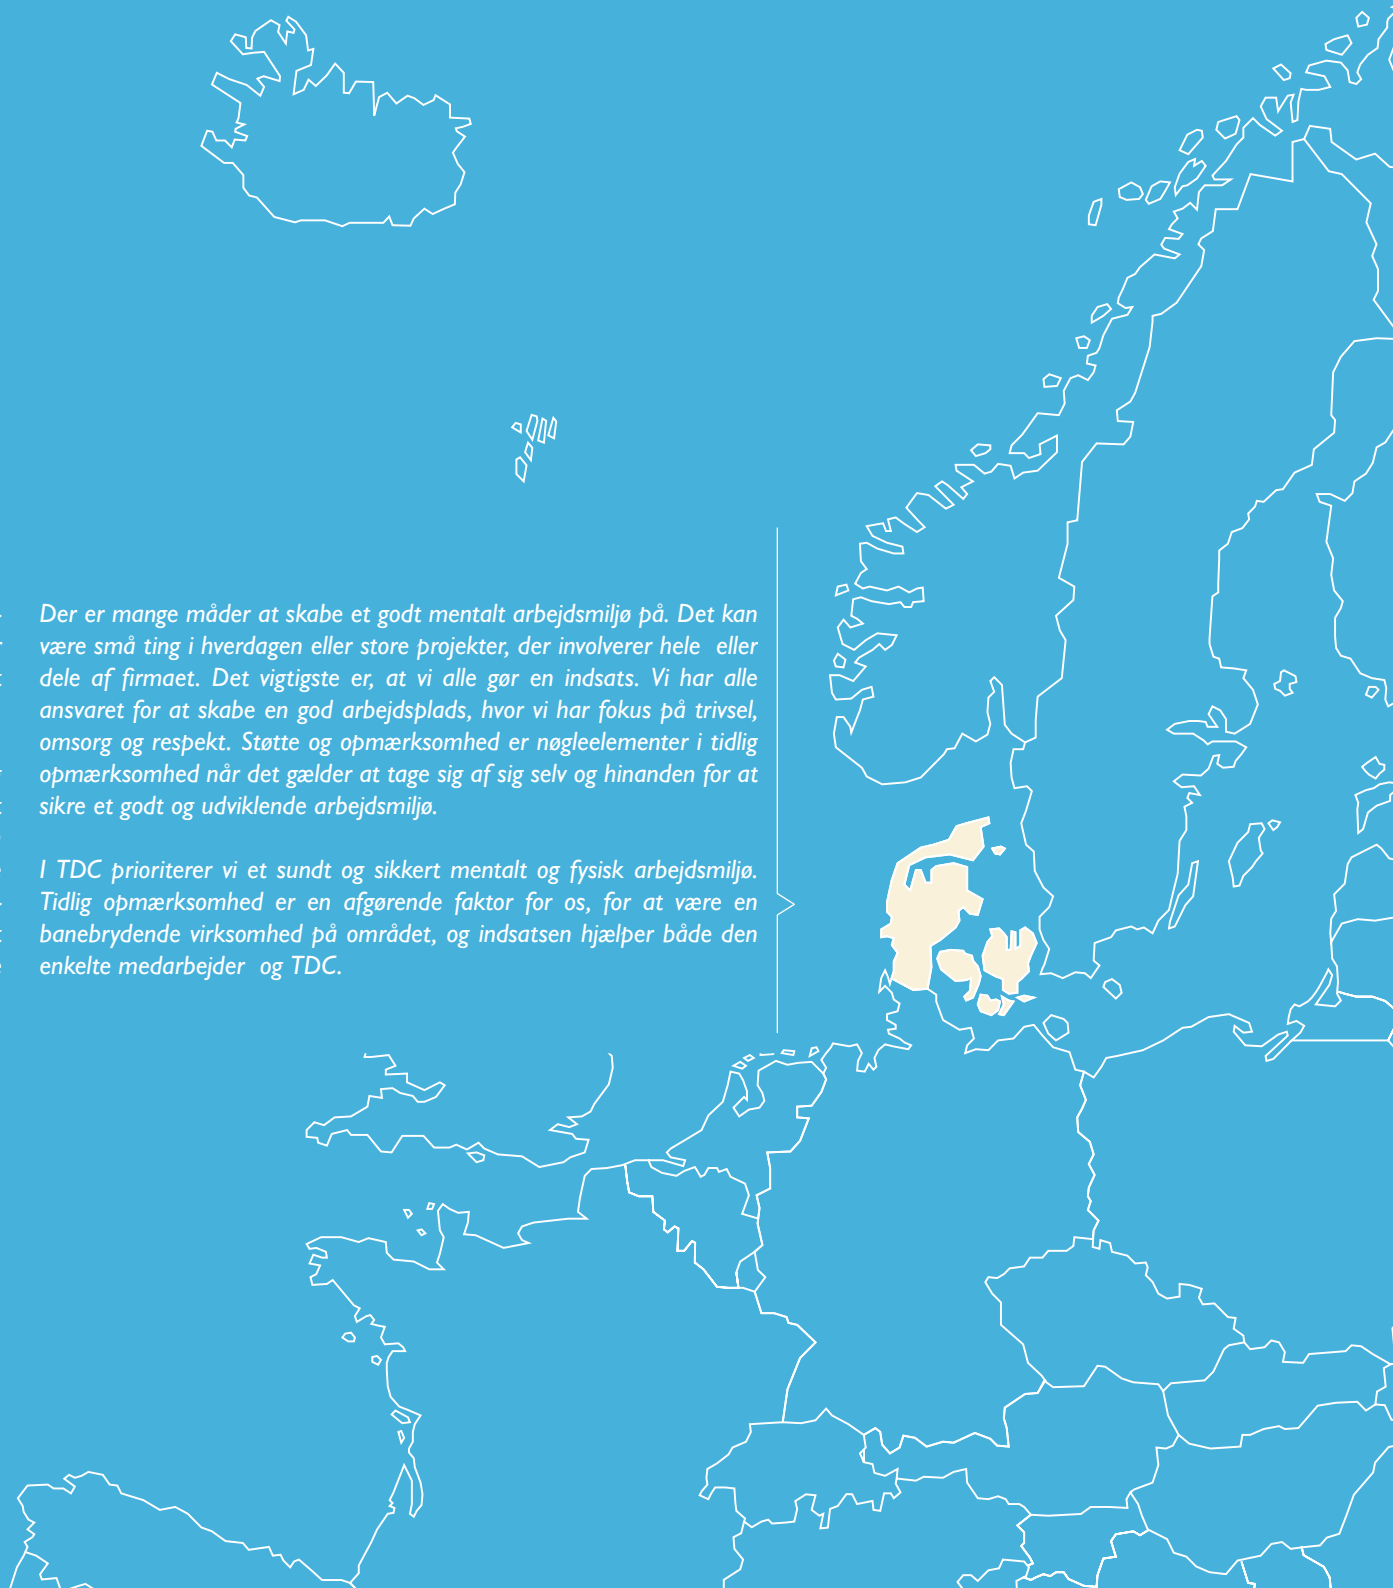 Der er mange måder at skabe et godt mentalt arbejdsmiljø på. Det kan
være små ting i hverdagen eller store projekter, der involverer hele eller
dele af firmaet. Det vigtigste er, at vi alle gør en indsats. Vi har alle
ansvaret for at skabe en god arbejdsplads, hvor vi har fokus på trivsel,
omsorg og respekt. Støtte og opmærksomhed er nøgleelementer i tidlig
opmærksomhed når det gælder at tage sig af sig selv og hinanden for at
sikre et godt og udviklende arbejdsmiljø.
I TDC prioriterer vi et sundt og sikkert mentalt og fysisk arbejdsmiljø.
Tidlig opmærksomhed er en afgørende faktor for os, for at være en
banebrydende virksomhed på området, og indsatsen hjælper både den
enkelte medarbejder og TDC.